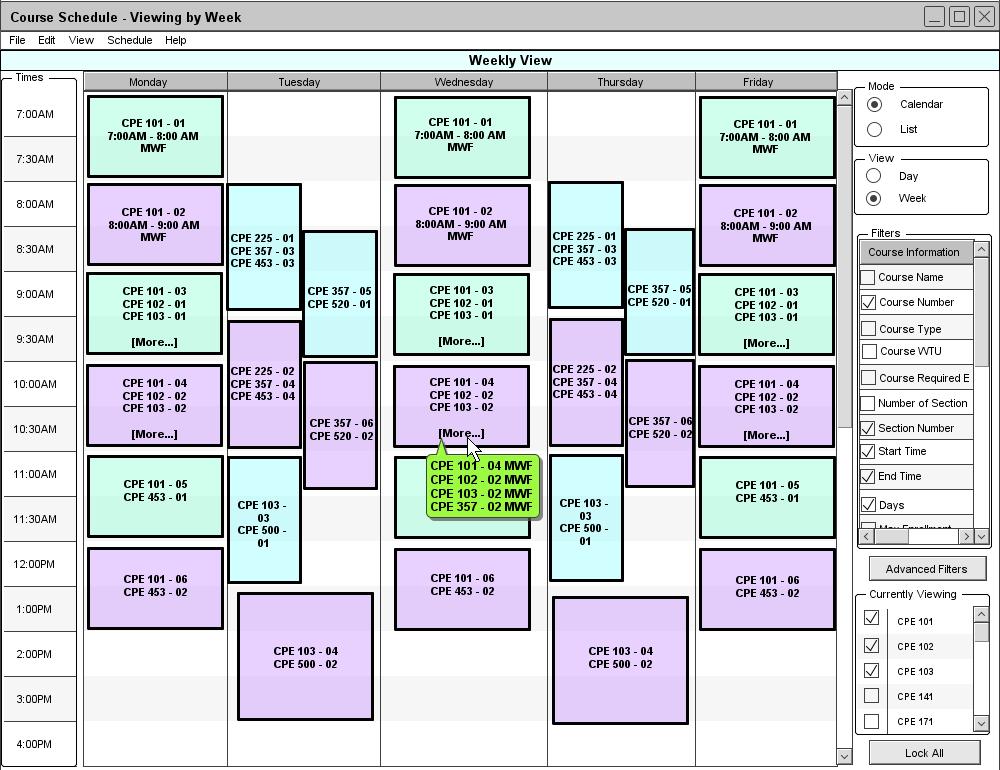 Course Schedule - Viewing by Week
File Edit View Schedule Help
Weekly View
Times
7:00AM
7:30AM
8:00AM
8:30AM
9:00AM
9:30AM
10:00AM
10:30AM
11:00AM
11:30AM
12:00PM
1:00PM
2:00PM
3:00PM
4:00PM
Monday
CPE 101 - 01
7:00AM - 8:00 AM
MWF
CPE 101 - 02
8:00AM - 9:00 AM
MWF
CPE 101 - 03
CPE 102 - 01
CPE 103 - 01
[More...]
CPE 101 - 04
CPE 102 - 02
CPE 103 - 02
[More...]
CPE 101 - 05
CPE 453 - 01
CPE 101 - 06
CPE 453 - 02
Tuesday
CPE 225 - 01
CPE 357 - 03
CPE 453 - 03
CPE 357 - 05
CPE 520 - 01
CPE 225 - 02
CPE 357 - 04
CPE 453 - 04
CPE 357 - 06
CPE 520 - 02
CPE 103 -
03
CPE 500 -
01
CPE 103 - 04
CPE 500 - 02
Wednesday
CPE 101 - 01
7:00AM - 8:00 AM
MWF
CPE 101 - 02
8:00AM - 9:00 AM
MWF
CPE 101 - 03
CPE 102 - 01
CPE 103 - 01
[More...]
CPE 101 - 04
CPE 102 - 02
CPE 103 - 02
[More...]
CPE 101 - 04 MWF
CPE 102 - 02 MWF
CPE 103 - 02 MWF
CPE 357 - 02 MWF
CPE 101 - 06
CPE 453 - 02
Thursday
CPE 225 - 01
CPE 357 - 03
CPE 453 - 03
CPE 357 - 05
CPE 520 - 01
CPE 225 - 02
CPE 357 - 04
CPE 453 - 04
CPE 357 - 06
CPE 520 - 02
CPE 103 -
03
CPE 500 -
01
CPE 103 - 04
CPE 500 - 02
Friday
CPE 101 - 01
7:00AM - 8:00 AM
MWF
CPE 101 - 02
8:00AM - 9:00 AM
MWF
CPE 101 - 03
CPE 102 - 01
CPE 103 - 01
[More...]
CPE 101 - 04
CPE 102 - 02
CPE 103 - 02
[More...]
CPE 101 - 05
CPE 453 - 01
CPE 101 - 06
CPE 453 - 02
Mode
Calendar
List
View
Day
Week
Filters
Course Information
Course Name
Course Number
Course Type
Course WTU
Course Required E
Number of Section
Section Number
Start Time
End Time
Days
Max Enrollment
Advanced Filters
Currently Viewing
CPE 101
CPE 102
CPE 103
CPE 141
CPE 171
Lock All